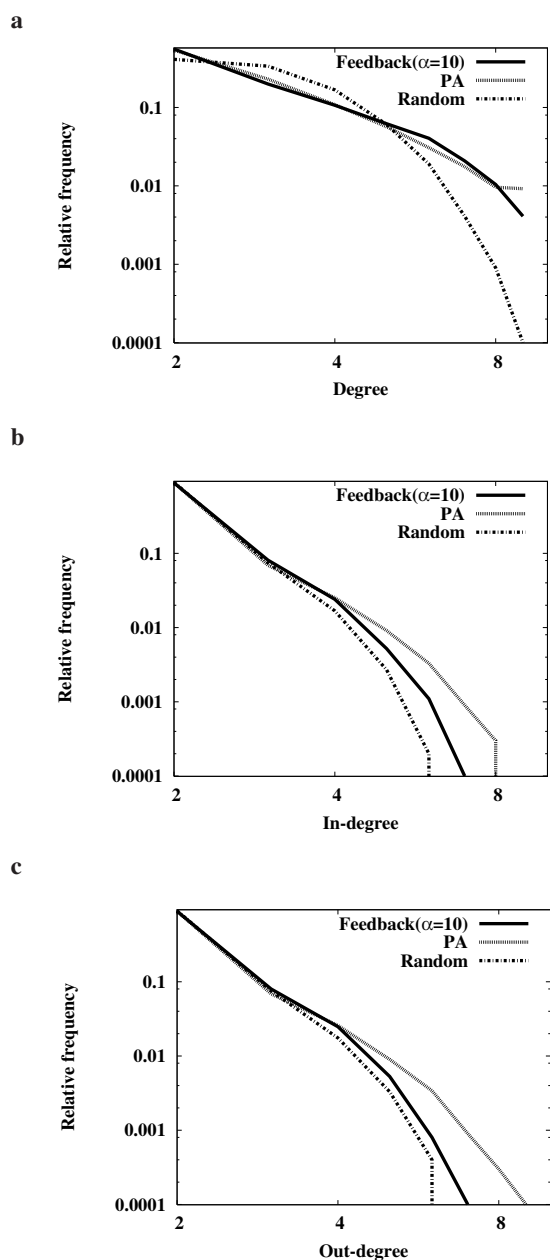 a
Feedback(α=10)
PA
Random
0.1
0.01
0.001
0.0001
Relative frequency
2
4
8
Degree
b
Feedback(α=10)
PA
Random
0.1
0.01
0.001
0.0001
Relative frequency
2
4
8
In-degree
c
Feedback(α=10)
PA
Random
0.1
0.01
0.001
0.0001
Relative frequency
2
4
8
Out-degree